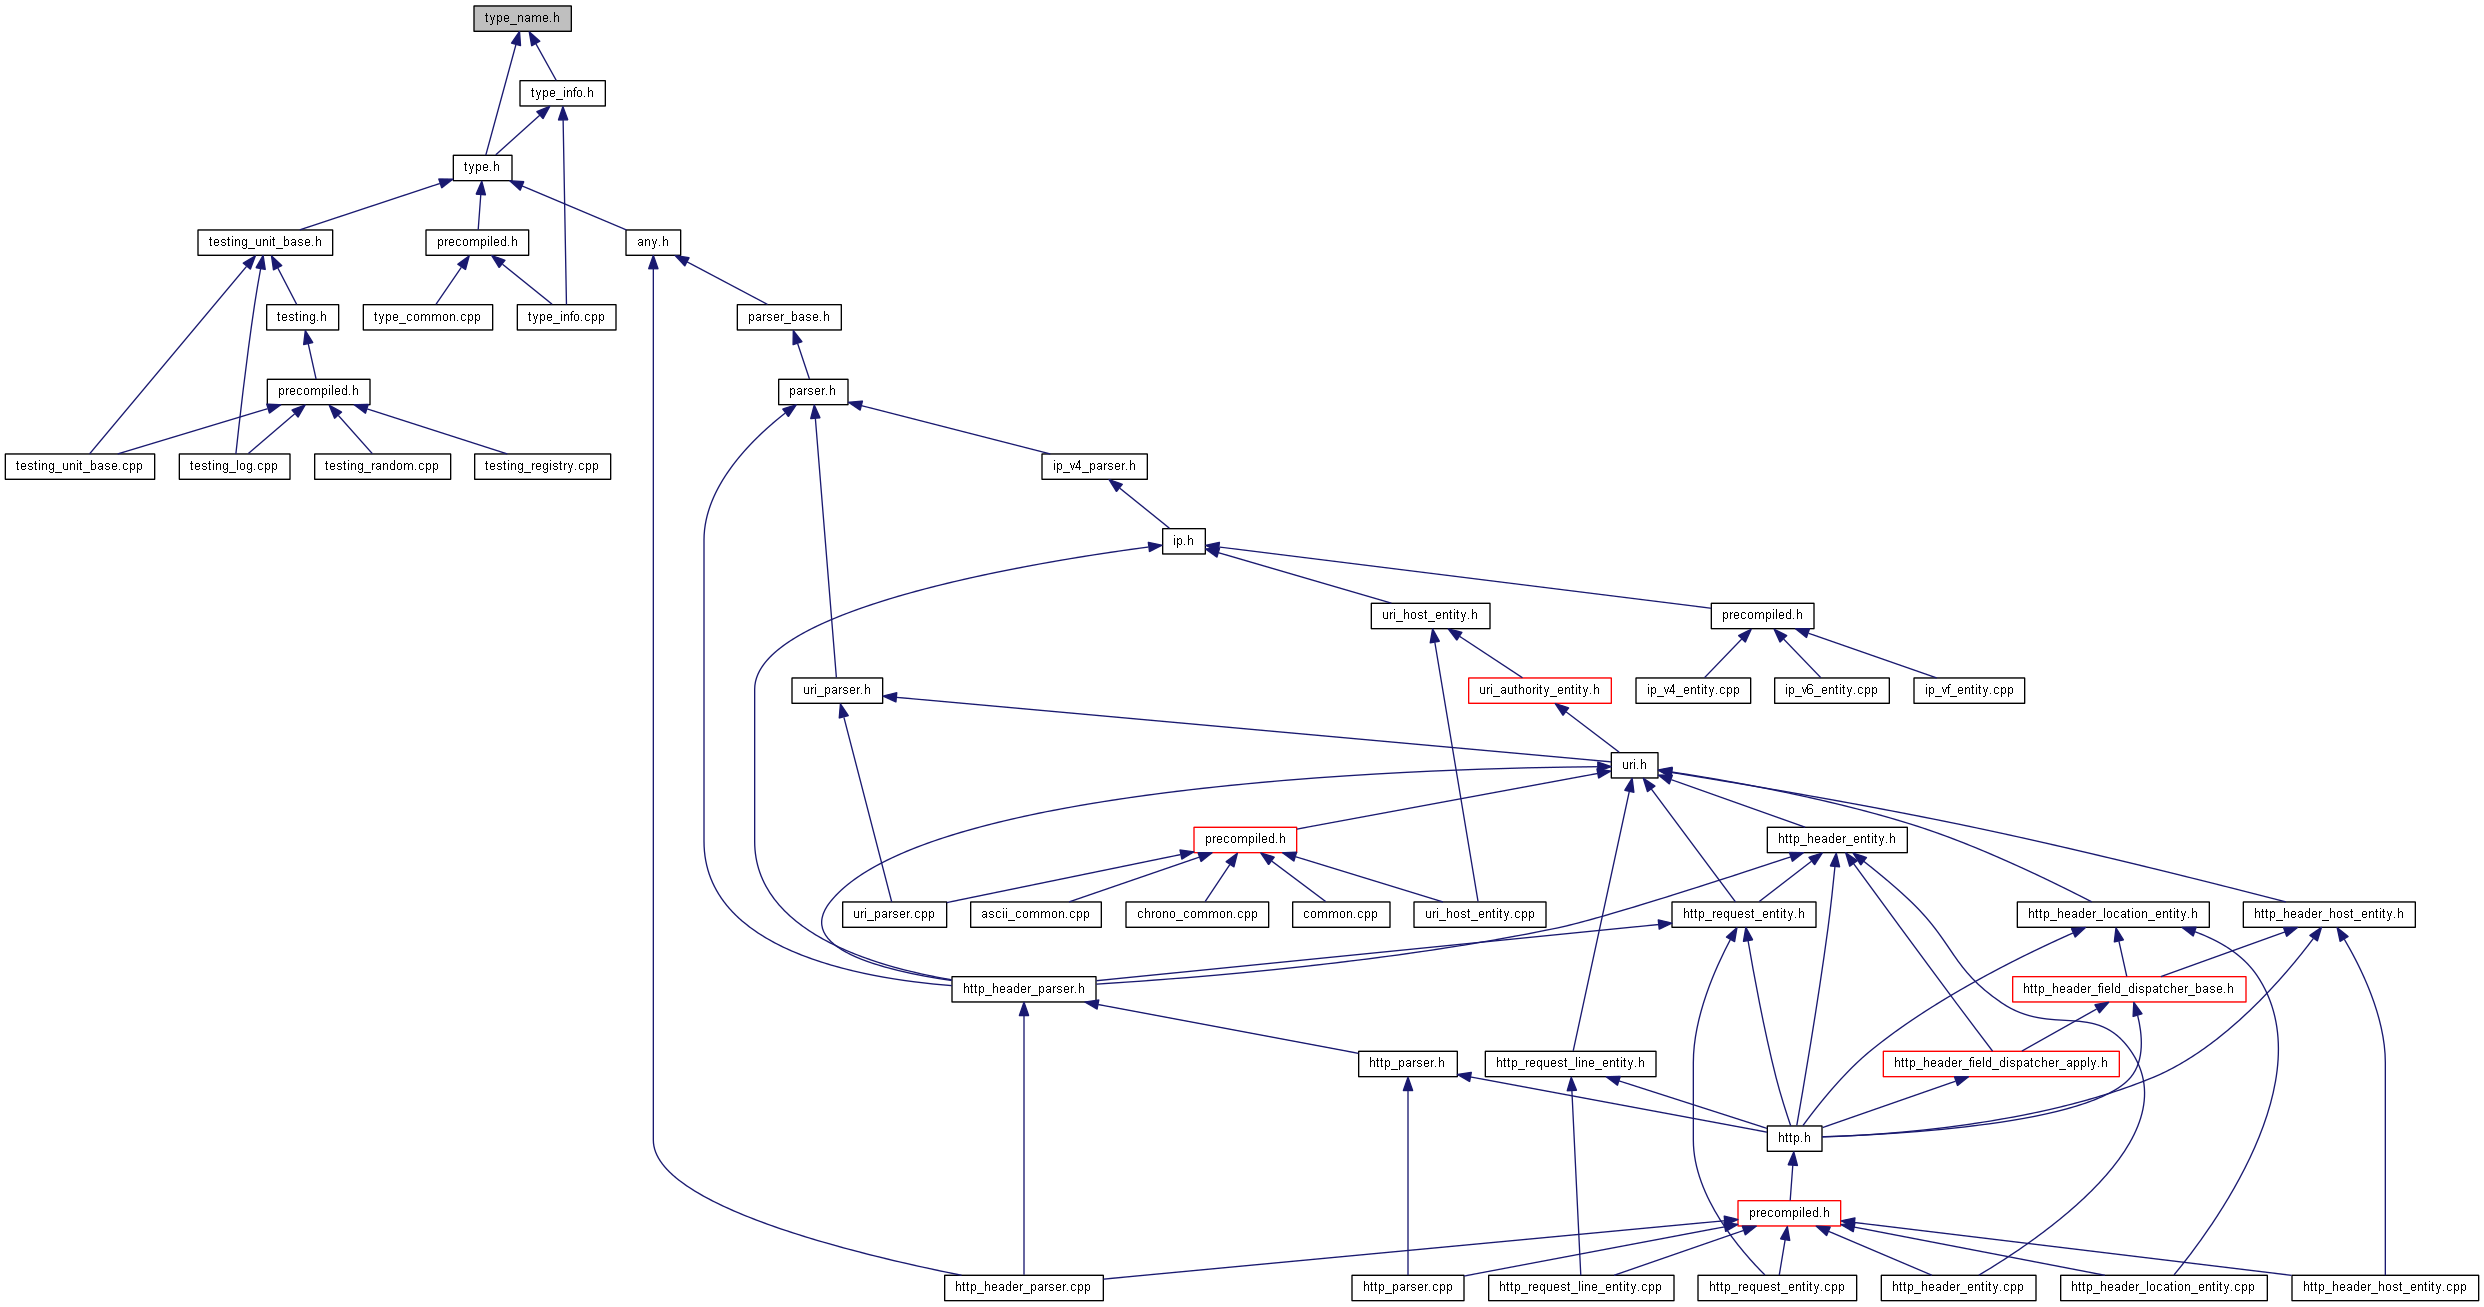 type_name.h
type_info.h
type.h
testing_unit_base.h
precompiled.h
any.h
testing.h
type_common.cpp
type_info.cpp
parser_base.h
precompiled.h
parser.h
testing_unit_base.cpp
testing_log.cpp
testing_random.cpp
testing_registry.cpp
ip_v4_parser.h
ip.h
uri_host_entity.h
precompiled.h
uri_parser.h
uri_authority_entity.h
ip_v4_entity.cpp
ip_v6_entity.cpp
ip_vf_entity.cpp
uri.h
precompiled.h
http_header_entity.h
uri_parser.cpp
ascii_common.cpp
chrono_common.cpp
common.cpp
uri_host_entity.cpp
http_request_entity.h
http_header_location_entity.h
http_header_host_entity.h
http_header_parser.h
http_header_field_dispatcher_base.h
http_parser.h
http_request_line_entity.h
http_header_field_dispatcher_apply.h
http.h
precompiled.h
http_header_parser.cpp
http_parser.cpp
http_request_line_entity.cpp
http_request_entity.cpp
http_header_entity.cpp
http_header_location_entity.cpp
http_header_host_entity.cpp